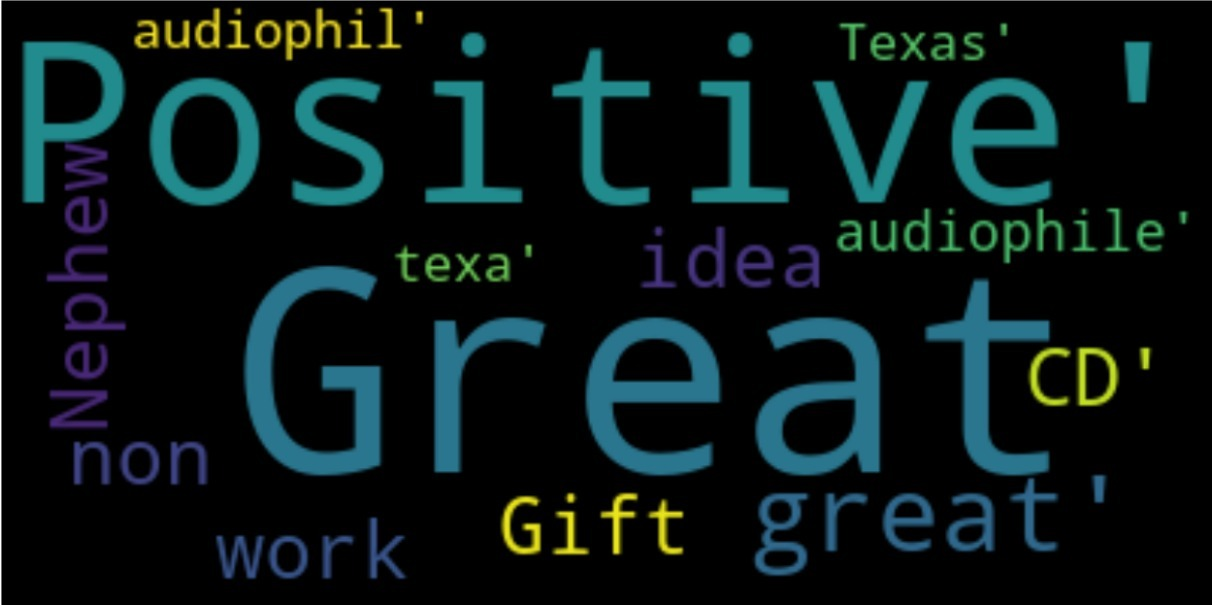 audiophil'
Texas'
Positive'
Nephew
audiophile'
texa'
idea
Great
CD'
non
Gift
great'
work